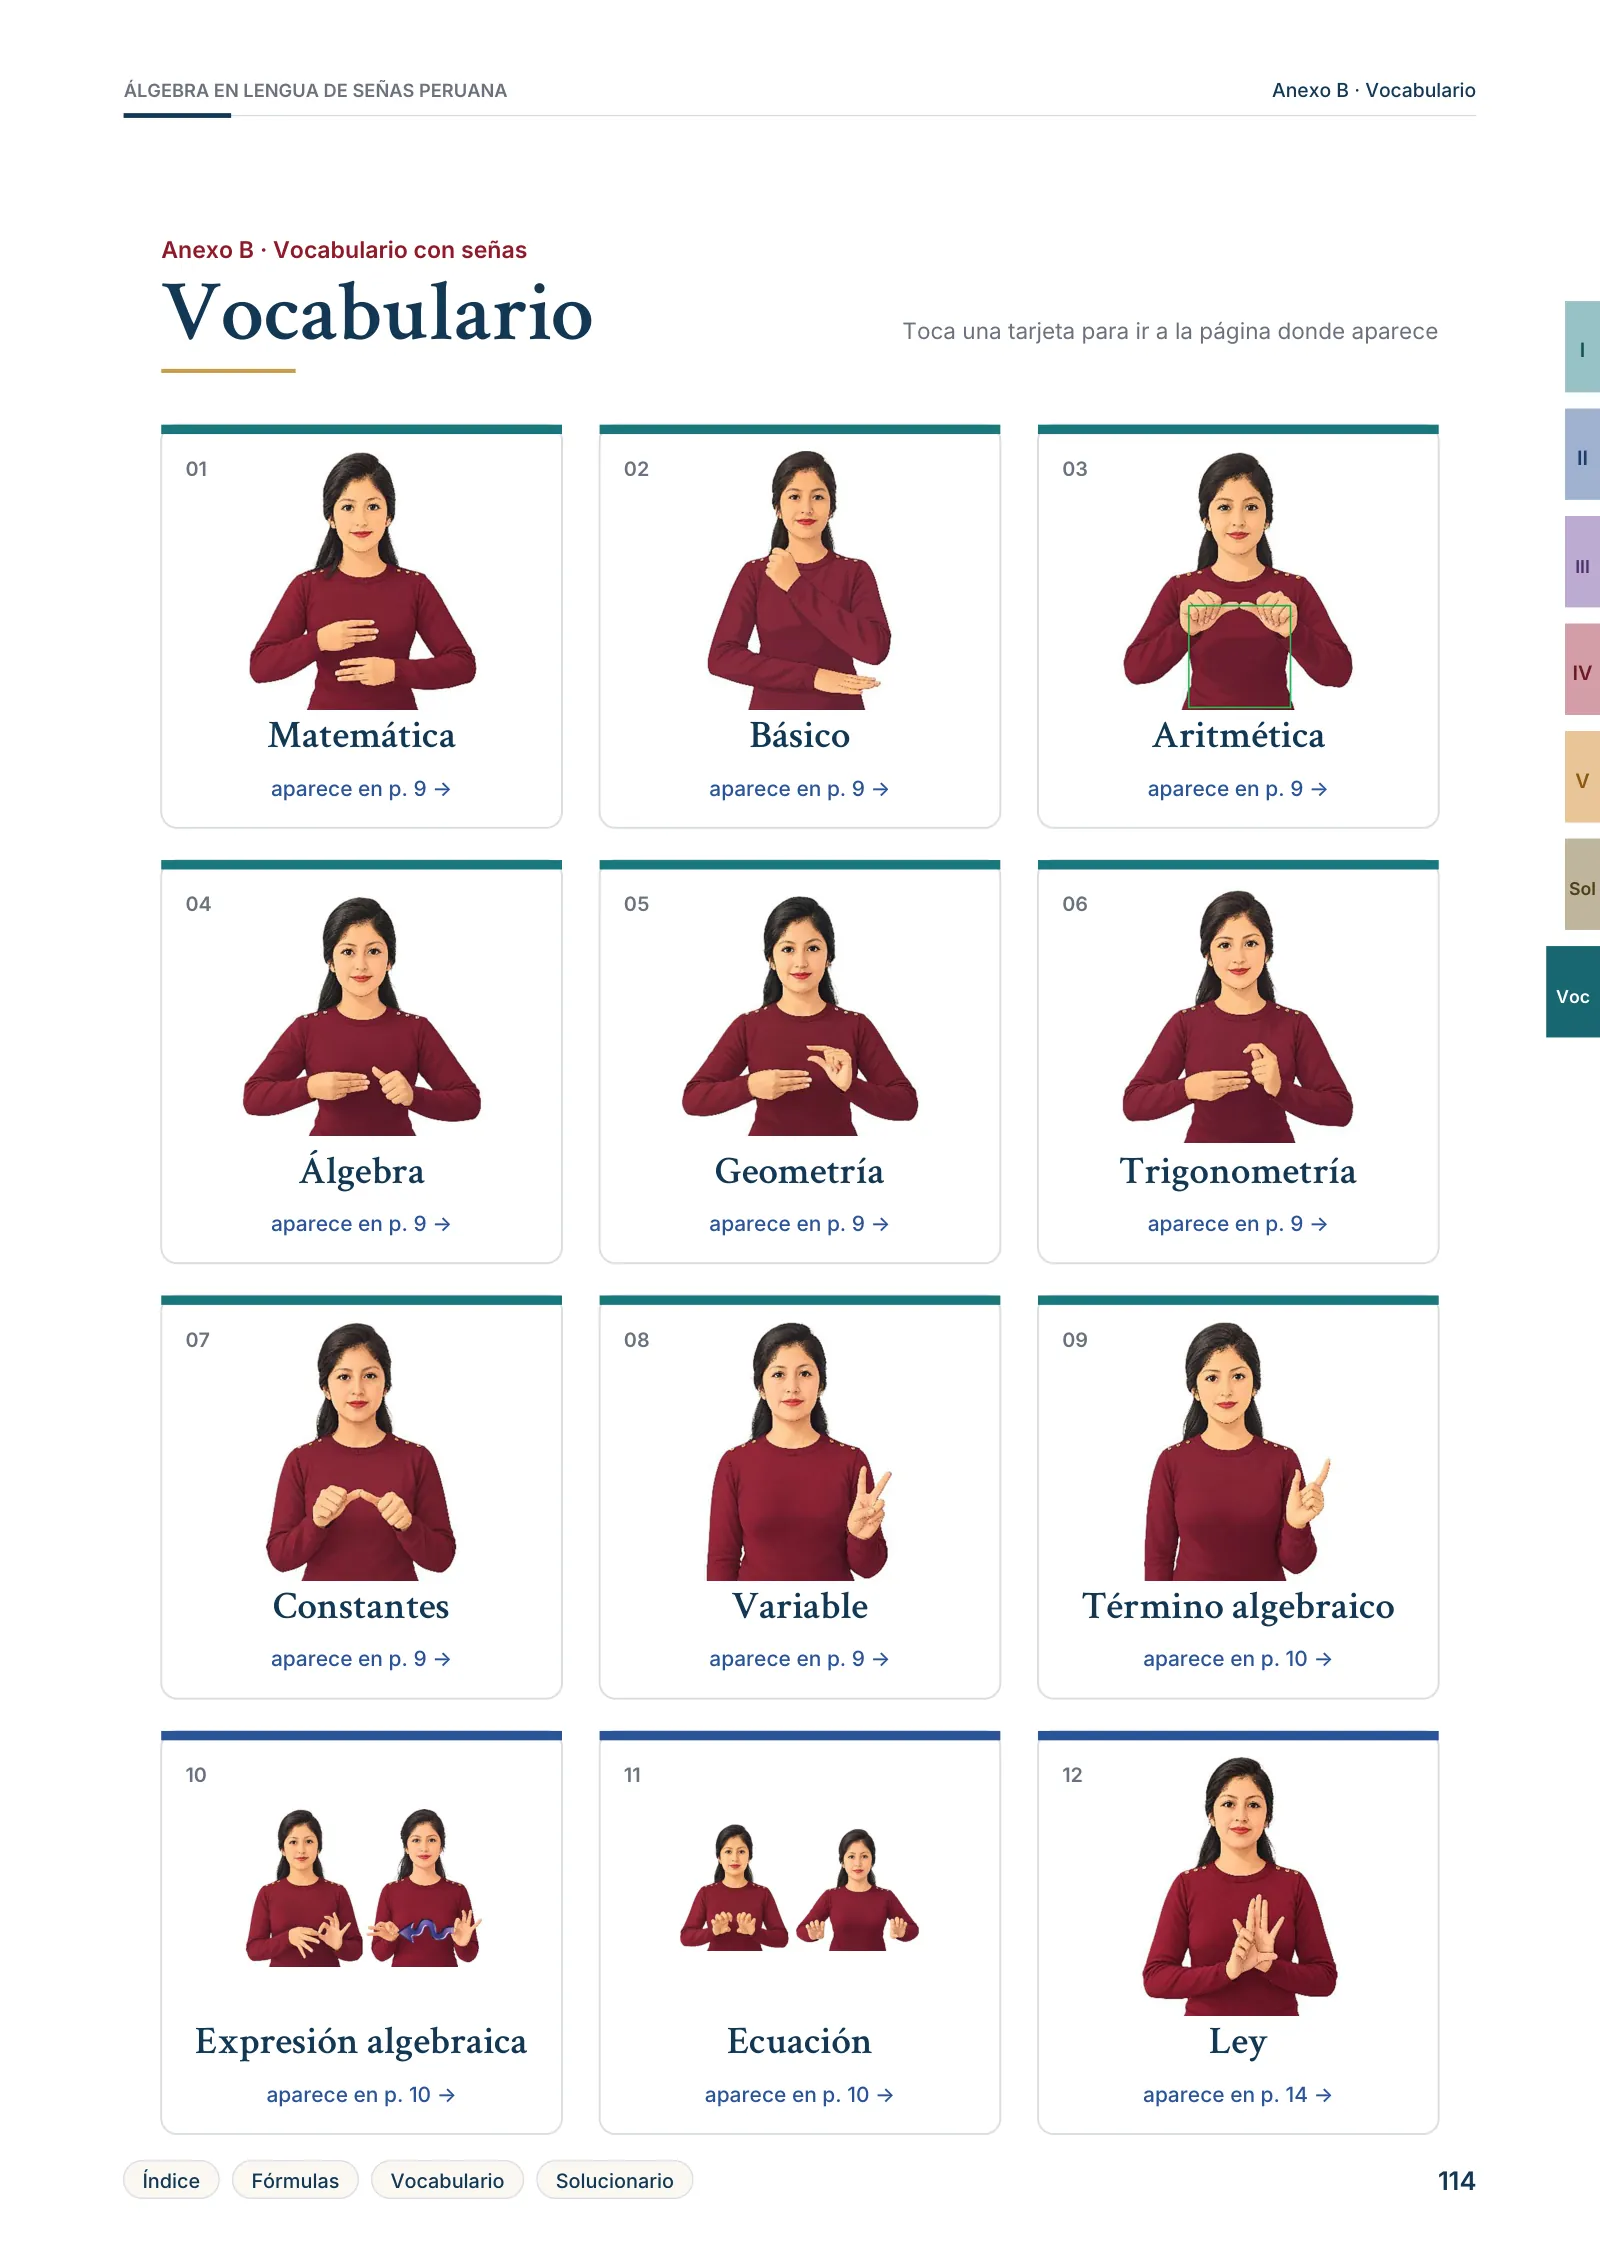 ÁLGEBRA EN LENGUA DE SEÑAS PERUANA
Anexo B · Vocabulario
Anexo B · Vocabulario con señas
Vocabulario
Toca una tarjeta para ir a la página donde aparece
I
II
III
IV
V
Sol
Voc
01
Matemática
aparece en p. 9 →
02
Básico
aparece en p. 9 →
03
Aritmética
aparece en p. 9 →
04
Álgebra
aparece en p. 9 →
05
Geometría
aparece en p. 9 →
06
Trigonometría
aparece en p. 9 →
07
Constantes
aparece en p. 9 →
08
Variable
aparece en p. 9 →
09
Término algebraico
aparece en p. 10 →
10
Expresión algebraica
aparece en p. 10 →
11
Ecuación
aparece en p. 10 →
12
Ley
aparece en p. 14 →
Índice
Fórmulas
Vocabulario
Solucionario
114